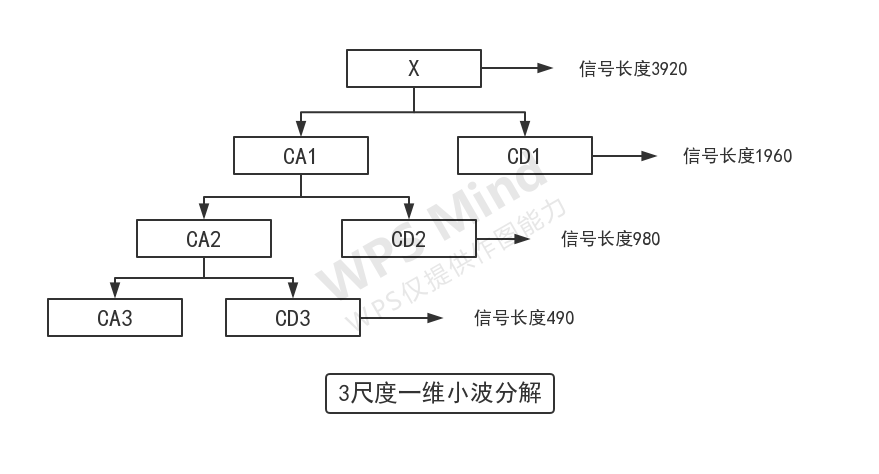 X
信号长度3920
CA1
CD1
信号长度1960
CA2
CD2
信号长度980
CA3
CD3
信号长度490
3尺度一维小波分解
WPS Mind
WPS仅提供作图能力